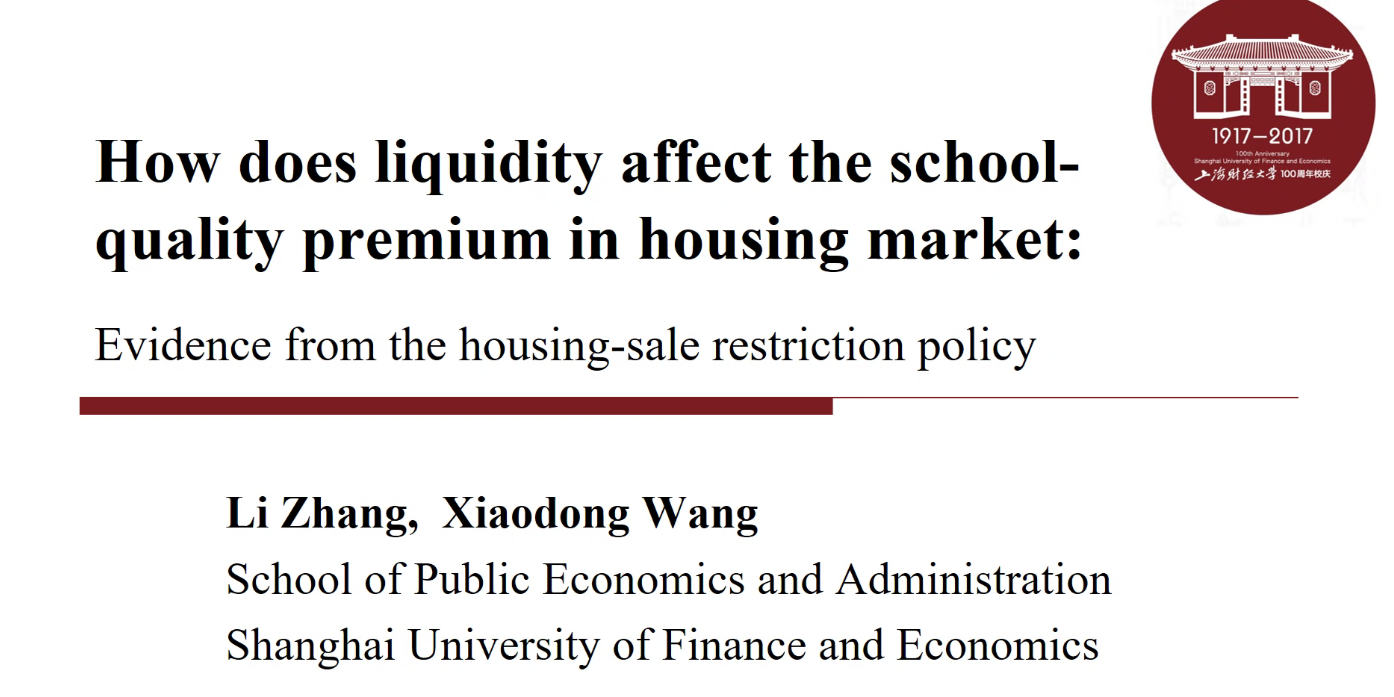 How does liquidity affect the school-
quality premium in housing market:
Evidence from the housing-sale restriction policy
Li Zhang,  Xiaodong Wang
School of Public Economics and Administration
Shanghai University of Finance and Economics
1917—2017
100th Anniversary
Shanghai University of Finance and Economics
上海财经大学 100周年校庆